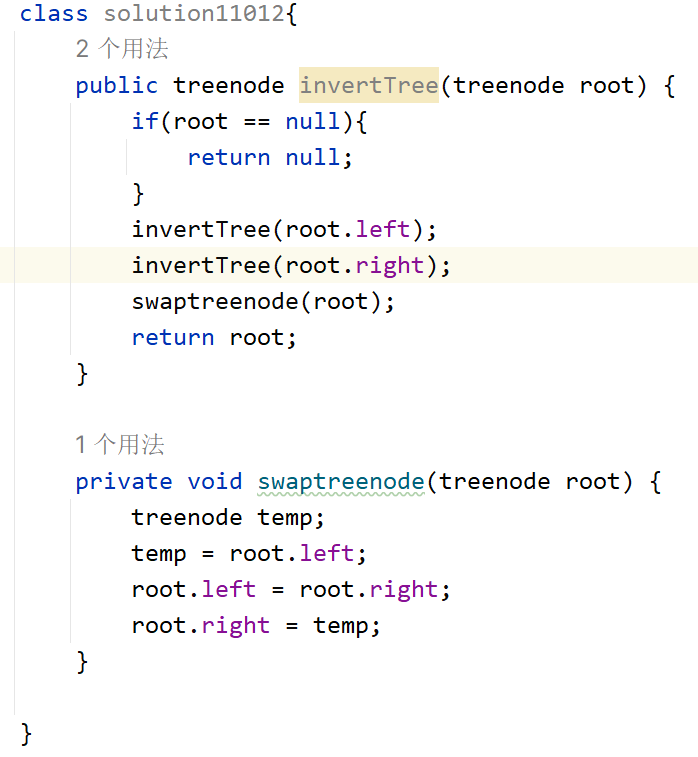 class solution11012{
2 个用法
public treenode invertTree(treenode root) {
if(root == null){
return null;
}
invertTree(root.left);
invertTree(root.right);
swaptreenode(root);
return root;
}
1 个用法
private void swaptreenode(treenode root) {
treenode temp;
temp = root.left;
root.left = root.right;
root.right = temp;
}
}